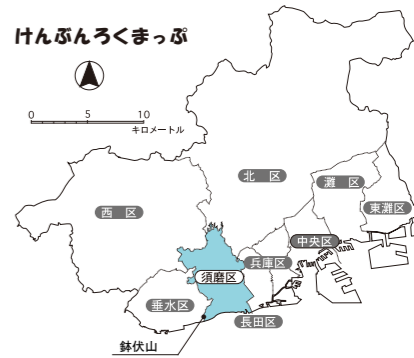 けんぶんろくまっぷ
0 5 10
キロメートル
北 区
灘 区
東灘区
西 区
中央区
兵庫区
須磨区
垂水区
長田区
鉢伏山